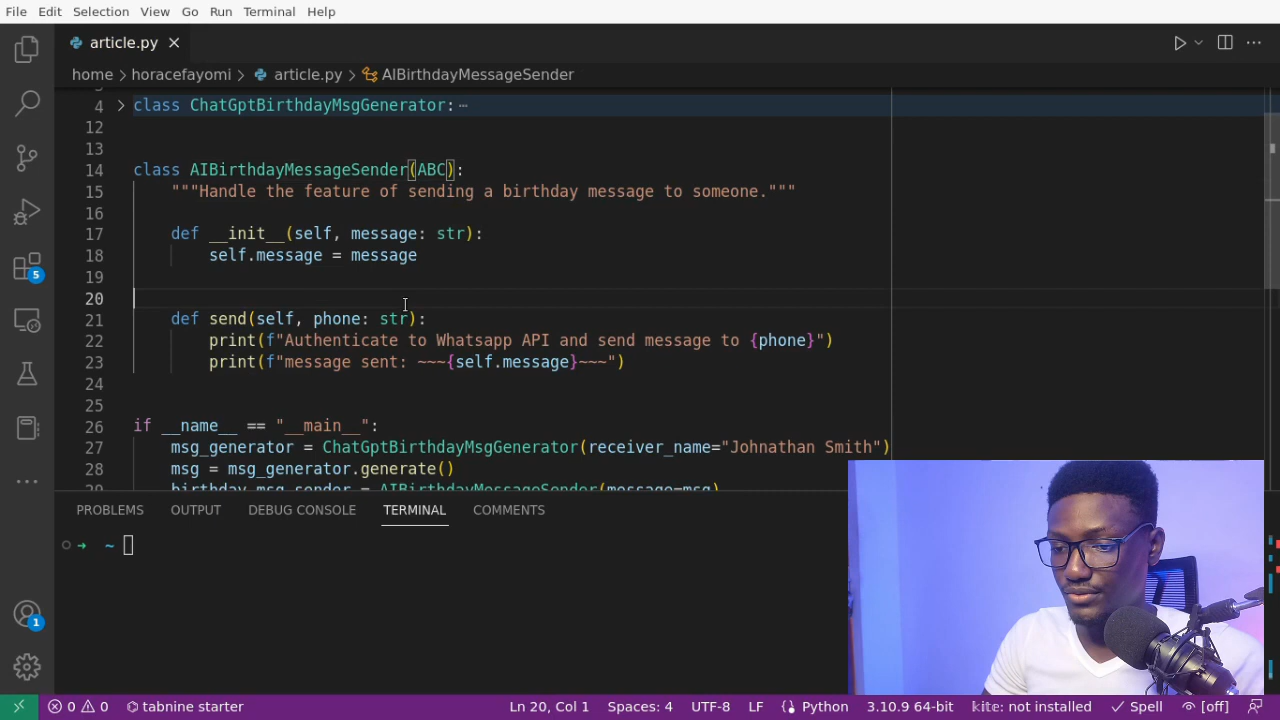 File Edit Selection View Go Run Terminal Help
article.py
home > horacefayomi > article.py > AIBirthdayMessageSender
4 class ChatGptBirthdayMsgGenerator:
12
13
14 class AIBirthdayMessageSender(ABC):
15 """Handle the feature of sending a birthday message to someone."""
16
17 def __init__(self, message: str):
18 self.message = message
19
20
21 def send(self, phone: str):
22 print(f"Authenticate to Whatsapp API and send message to {phone}")
23 print(f"message sent: ~~~{self.message}~~~")
24
25
26 if __name__ == "__main__":
27 msg_generator = ChatGptBirthdayMsgGenerator(receiver_name="Johnathan Smith")
28 msg = msg_generator.generate()
29 birthday_msg_sender = AIBirthdayMessageSender(message=msg)
5
PROBLEMS OUTPUT DEBUG CONSOLE TERMINAL COMMENTS
→ ~
1
0 0 tabnine starter Ln 20, Col 1 Spaces: 4 UTF-8 LF Python 3.10.9 64-bit kite: not installed Spell [off]